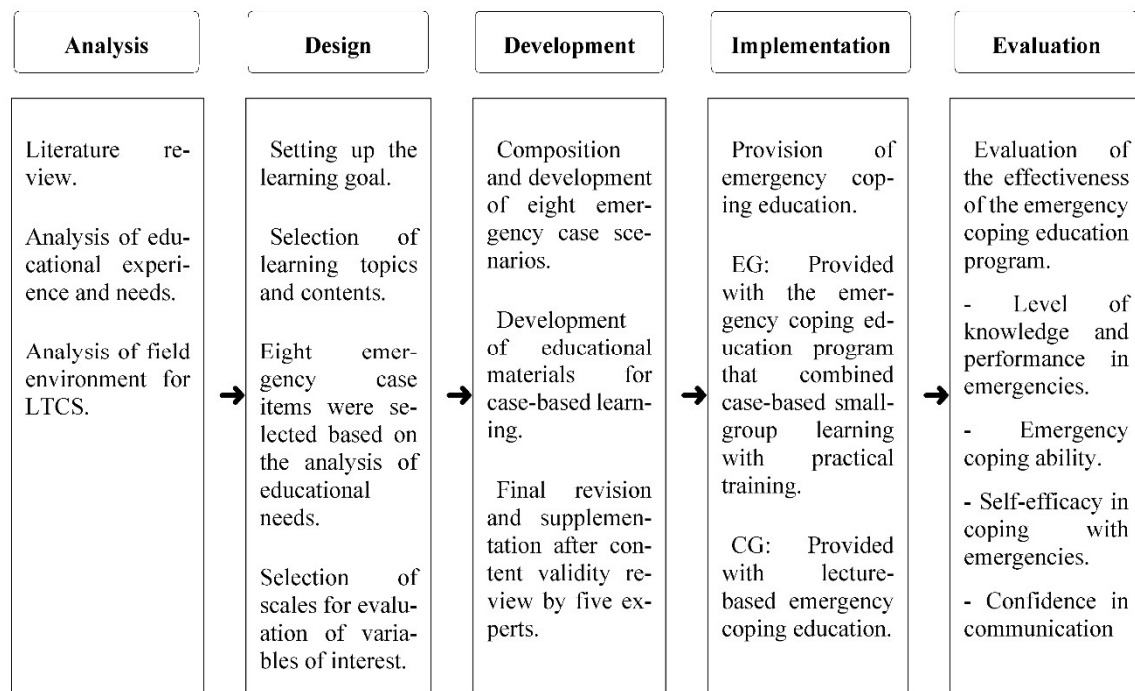 Analysis
Design
Development
Implementation
Evaluation
Literature re-
view.
Analysis of edu-
cational experi-
ence and needs.
Analysis of field
environment for
LTCS.
Setting up the
learning goal.
Selection of
learning topics
and contents.
Eight emer-
gency case
items were se-
lected based on
the analysis of
educational
needs.
Selection of
scales for evalu-
ation of varia-
bles of interest.
Composition
and development
of eight emer-
gency case sce-
narios.
Development
of educational
materials for
case-based learn-
ing.
Final revision
and supplemen-
tation after con-
tent validity re-
view by five ex-
perts.
Provision of
emergency cop-
ing education.
EG: Provided
with the emer-
gency coping ed-
ucation program
that combined
case-based small-
group learning
with practical
training.
CG: Provided
with lecture-
based emergency
coping education.
Evaluation of
the effectiveness
of the emergency
coping education
program.
- Level of
knowledge and
performance in
emergencies.
- Emergency
coping ability.
- Self-efficacy in
coping with
emergencies.
- Confidence in
communication